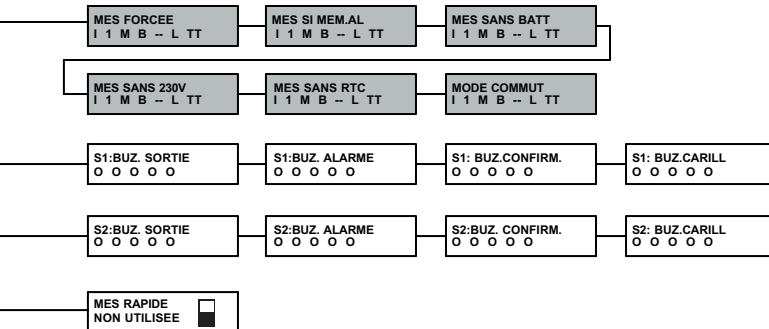 MES FORCEE
I 1 M B -- L TT
MES SI MEM.AL
I 1 M B -- L TT
MES SANS BATT
I 1 M B -- L TT
MES SANS 230V
I 1 M B -- L TT
MES SANS RTC
I 1 M B -- L TT
MODE COMMUT
I 1 M B -- L TT
S1:BUZ. SORTIE
O O O O O
S1:BUZ. ALARME
O O O O O
S1: BUZ.CONFIRM.
O O O O O
S1: BUZ.CARILL
O O O O O
S2:BUZ. SORTIE
O O O O O
S2:BUZ. ALARME
O O O O O
S2:BUZ. CONFIRM.
O O O O O
S2: BUZ.CARILL
O O O O O
MES RAPIDE
NON UTILISEE